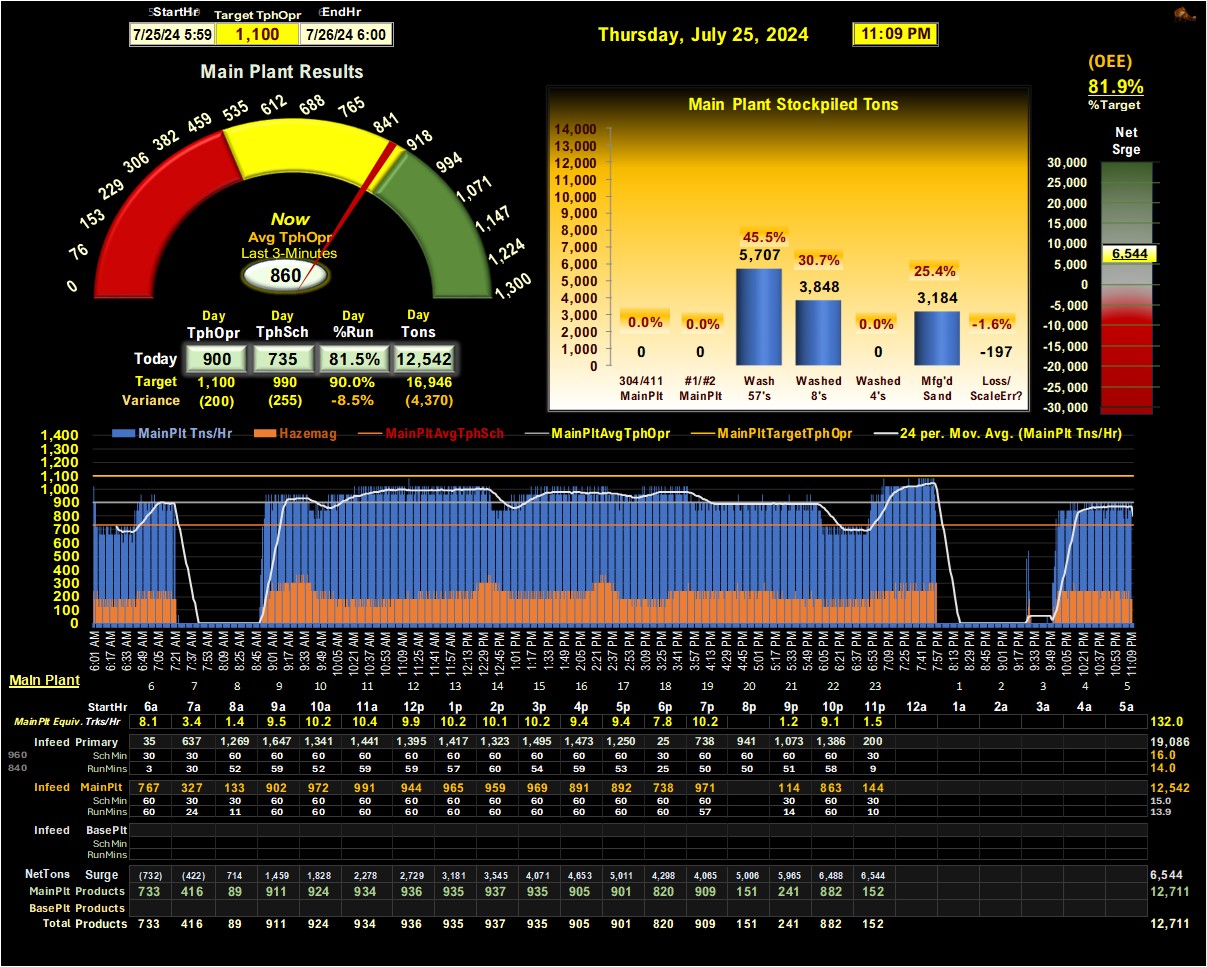 StartHr Target TphOpr EndHr
7/25/24 5:59 1,100 7/26/24 6:00
Thursday, July 25, 2024 11:09 PM
(OEE)
81.9%
%Target
Main Plant Results
0 76 153 229 306 382 459 535 612 688 765 841 918 994 1,071 1,147 1,224 1,300
Now
Avg TphOpr
Last 3-Minutes
860
Day Day Day Day
TphOpr TphSch %Run Tons
Today 900 735 81.5% 12,542
Target 1,100 990 90.0% 16,946
Variance (200) (255) -8.5% (4,370)
Main Plant Stockpiled Tons
14,000
13,000
12,000
11,000
10,000
9,000
8,000
7,000
6,000
5,000
4,000
3,000
2,000
1,000
0
0.0% 0.0% 45.5% 30.7% 0.0% 25.4% -1.6%
0 0 5,707 3,848 0 3,184 -197
304/411 #1/#2 Wash Washed Washed Mfg'd Loss/
MainPlt MainPlt 57's 8's 4's Sand ScaleErr?
Net
Srge
30,000
25,000
20,000
15,000
10,000
5,000
0
-5,000
-10,000
-15,000
-20,000
-25,000
-30,000
6,544
MainPlt Tns/Hr Hazemag MainPltAvgTphSch MainPltAvgTphOpr MainPltTargetTphOpr 24 per. Mov. Avg. (MainPlt Tns/Hr)
1,400
1,300
1,200
1,100
1,000
900
800
700
600
500
400
300
200
100
0
6:01 AM 6:17 AM 6:33 AM 6:49 AM 7:05 AM 7:21 AM 7:37 AM 7:53 AM 8:09 AM 8:25 AM 8:45 AM 9:01 AM 9:17 AM 9:33 AM 9:49 AM 10:05 AM 10:21 AM 10:37 AM 10:53 AM 11:09 AM 11:25 AM 11:41 AM 11:57 AM 12:13 PM 12:29 PM 12:45 PM 1:01 PM 1:17 PM 1:33 PM 1:49 PM 2:05 PM 2:21 PM 2:37 PM 2:53 PM 3:09 PM 3:25 PM 3:41 PM 3:57 PM 4:13 PM 4:29 PM 4:45 PM 5:01 PM 5:17 PM 5:33 PM 5:49 PM 6:05 PM 6:21 PM 6:37 PM 6:53 PM 7:09 PM 7:25 PM 7:41 PM 7:57 PM 8:13 PM 8:29 PM 8:45 PM 9:01 PM 9:17 PM 9:33 PM 9:49 PM 10:05 PM 10:21 PM 10:37 PM 10:53 PM 11:09 PM
Main Plant
6 7 8 9 10 11 12 13 14 15 16 17 18 19 20 21 22 23 1 2 3 4 5
StartHr 6a 7a 8a 9a 10a 11a 12p 1p 2p 3p 4p 5p 6p 7p 8p 9p 10p 11p 12a 1a 2a 3a 4a 5a
MainPlt Equiv. Trks/Hr 8.1 3.4 1.4 9.5 10.2 10.4 9.9 10.2 10.1 10.2 9.4 9.4 7.8 10.2 1.2 9.1 1.5 132.0
Infeed Primary 35 637 1,269 1,647 1,341 1,441 1,395 1,417 1,323 1,495 1,473 1,250 25 738 941 1,073 1,386 200 19,086
960 Sch Min 30 30 60 60 60 60 60 60 60 60 60 60 30 60 60 60 60 60 16.0
840 RunMins 3 30 52 59 52 59 59 57 60 54 59 53 25 50 50 51 58 9 14.0
Infeed MainPlt 767 327 133 902 972 991 944 965 959 969 891 892 738 971 114 863 144 12,542
Sch Min 60 30 30 60 60 60 60 60 60 60 60 60 60 60 30 60 60 15.0
RunMins 60 24 11 60 60 60 60 60 60 60 60 60 60 57 14 60 10 13.9
Infeed BasePlt
Sch Min
RunMins
NetTons Surge (732) (422) 714 1,459 1,828 2,278 2,729 3,181 3,545 4,071 4,653 5,011 4,298 4,065 5,006 5,965 6,488 6,544 6,544
MainPlt Products 733 416 89 911 924 934 936 935 937 935 905 901 820 909 151 241 882 152 12,711
BasePlt Products
Total Products 733 416 89 911 924 934 936 935 937 935 905 901 820 909 151 241 882 152 12,711